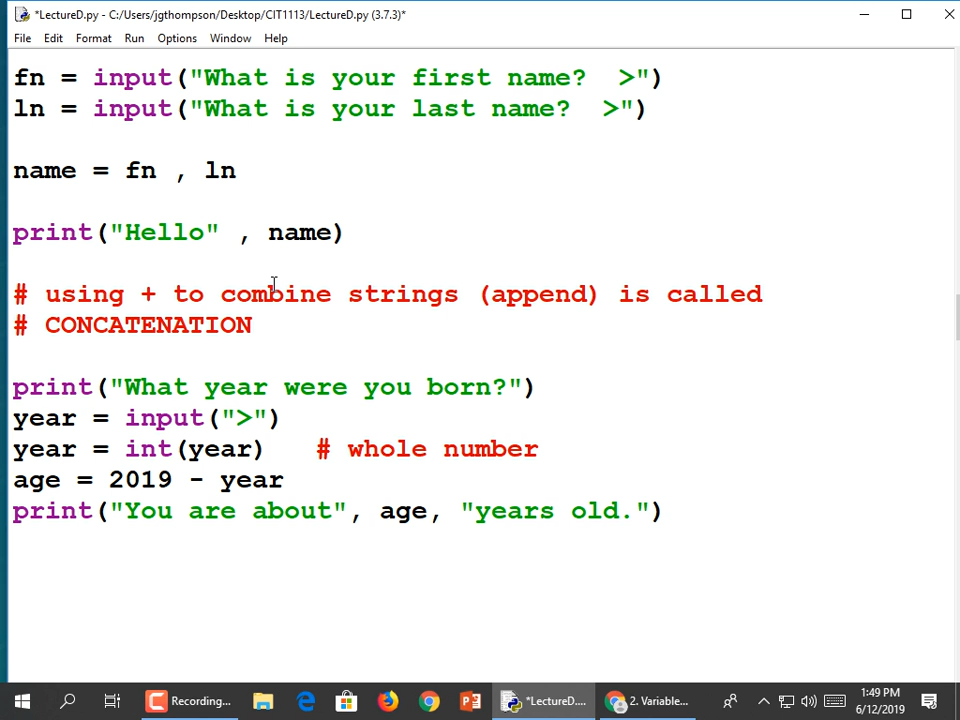 *LectureD.py - C:/Users/jgthompson/Desktop/CIT1113/LectureD.py (3.7.3)*
File Edit Format Run Options Window Help
fn = input("What is your first name?  >")
ln = input("What is your last name?  >")
name = fn , ln
print("Hello" , name)
# using + to combine strings (append) is called
# CONCATENATION
print("What year were you born?")
year = input(">")
year = int(year)   # whole number
age = 2019 - year
print("You are about", age, "years old.")
Recording... *LectureD.... 2. Variable... 1:49 PM
6/12/2019